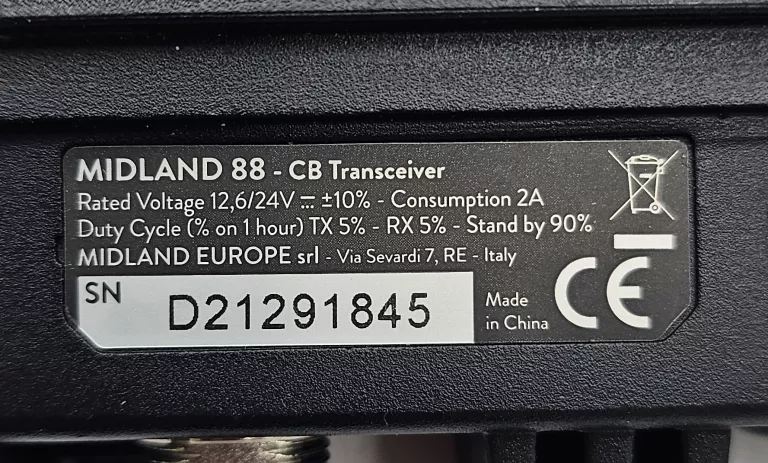 MIDLAND 88 - CB Transceiver
Rated Voltage 12,6/24V ⎓ ±10% - Consumption 2A
Duty Cycle (% on 1 hour) TX 5% - RX 5% - Stand by 90%
MIDLAND EUROPE srl - Via Sevardi 7, RE - Italy
SN D21291845
Made
in China
CE